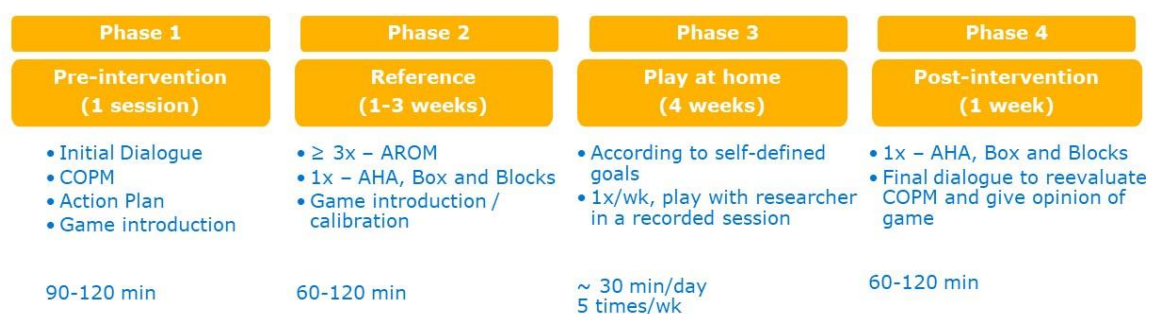 Phase 1
Pre-intervention
(1 session)
• Initial Dialogue
• COPM
• Action Plan
• Game introduction
90-120 min
Phase 2
Reference
(1-3 weeks)
• ≥ 3x – AROM
• 1x – AHA, Box and Blocks
• Game introduction /
calibration
60-120 min
Phase 3
Play at home
(4 weeks)
• According to self-defined
goals
• 1x/wk, play with researcher
in a recorded session
~ 30 min/day
5 times/wk
Phase 4
Post-intervention
(1 week)
• 1x – AHA, Box and Blocks
• Final dialogue to reevaluate
COPM and give opinion of
game
60-120 min